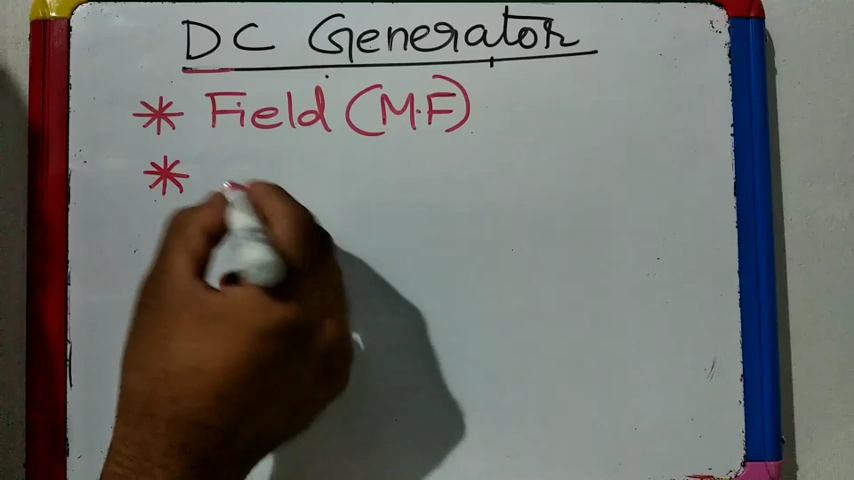 DC Generator
* Field (M.F)
*